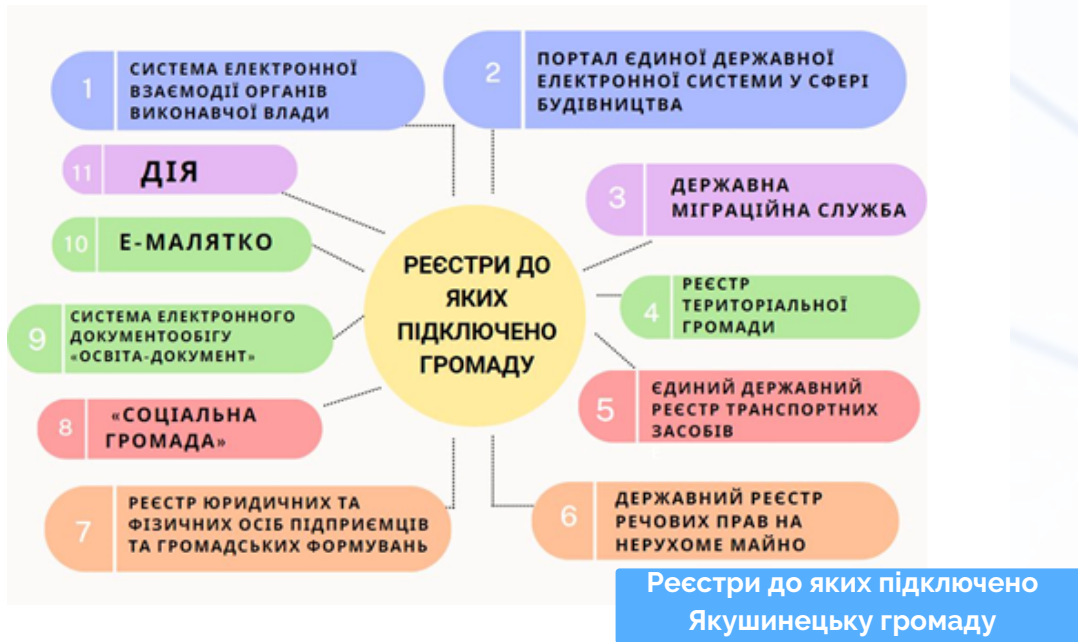 1
СИСТЕМА ЕЛЕКТРОННОЇ
ВЗАЄМОДІЇ ОРГАНІВ
ВИКОНАВЧОЇ ВЛАДИ
2
ПОРТАЛ ЄДИНОЇ ДЕРЖАВНОЇ
ЕЛЕКТРОННОЇ СИСТЕМИ У СФЕРІ
БУДІВНИЦТВА
11
ДІЯ
3
ДЕРЖАВНА
МІГРАЦІЙНА СЛУЖБА
10
Е-МАЛЯТКО
РЕЄСТРИ ДО
ЯКИХ
ПІДКЛЮЧЕНО
ГРОМАДУ
4
РЕЄСТР
ТЕРИТОРІАЛЬНОЇ
ГРОМАДИ
9
СИСТЕМА ЕЛЕКТРОННОГО
ДОКУМЕНТООБІГУ
«ОСВІТА-ДОКУМЕНТ»
5
ЄДИНИЙ ДЕРЖАВНИЙ
РЕЄСТР ТРАНСПОРТНИХ
ЗАСОБІВ
8
«СОЦІАЛЬНА
ГРОМАДА»
7
РЕЄСТР ЮРИДИЧНИХ ТА
ФІЗИЧНИХ ОСІБ ПІДПРИЄМЦІВ
ТА ГРОМАДСЬКИХ ФОРМУВАНЬ
6
ДЕРЖАВНИЙ РЕЄСТР
РЕЧОВИХ ПРАВ НА
НЕРУХОМЕ МАЙНО
Реєстри до яких підключено
Якушинецьку громаду